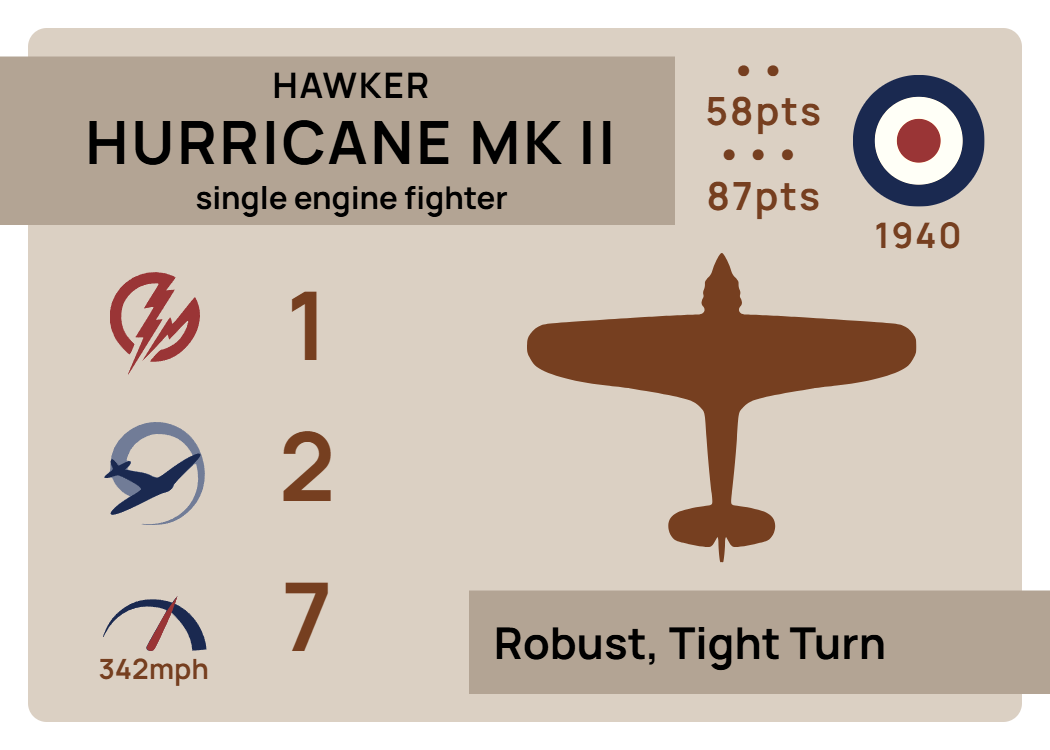 HAWKER
HURRICANE MK II
single engine fighter
• •
58pts
• • •
87pts
1940
1
2
7
342mph
Robust, Tight Turn